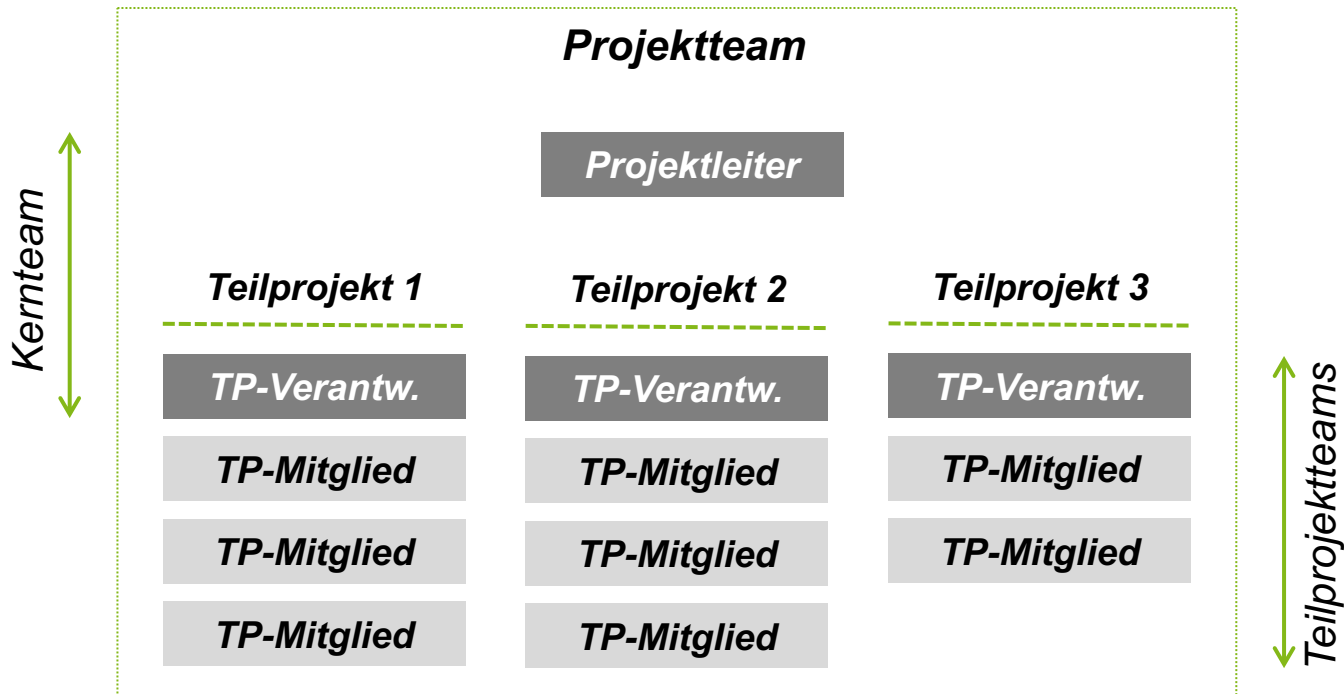 Projektteam
Projektleiter
Kernteam
Teilprojekt 1
Teilprojekt 2
Teilprojekt 3
TP-Verantw.
TP-Verantw.
TP-Verantw.
TP-Mitglied
TP-Mitglied
TP-Mitglied
TP-Mitglied
TP-Mitglied
TP-Mitglied
TP-Mitglied
TP-Mitglied
Teilprojektteams